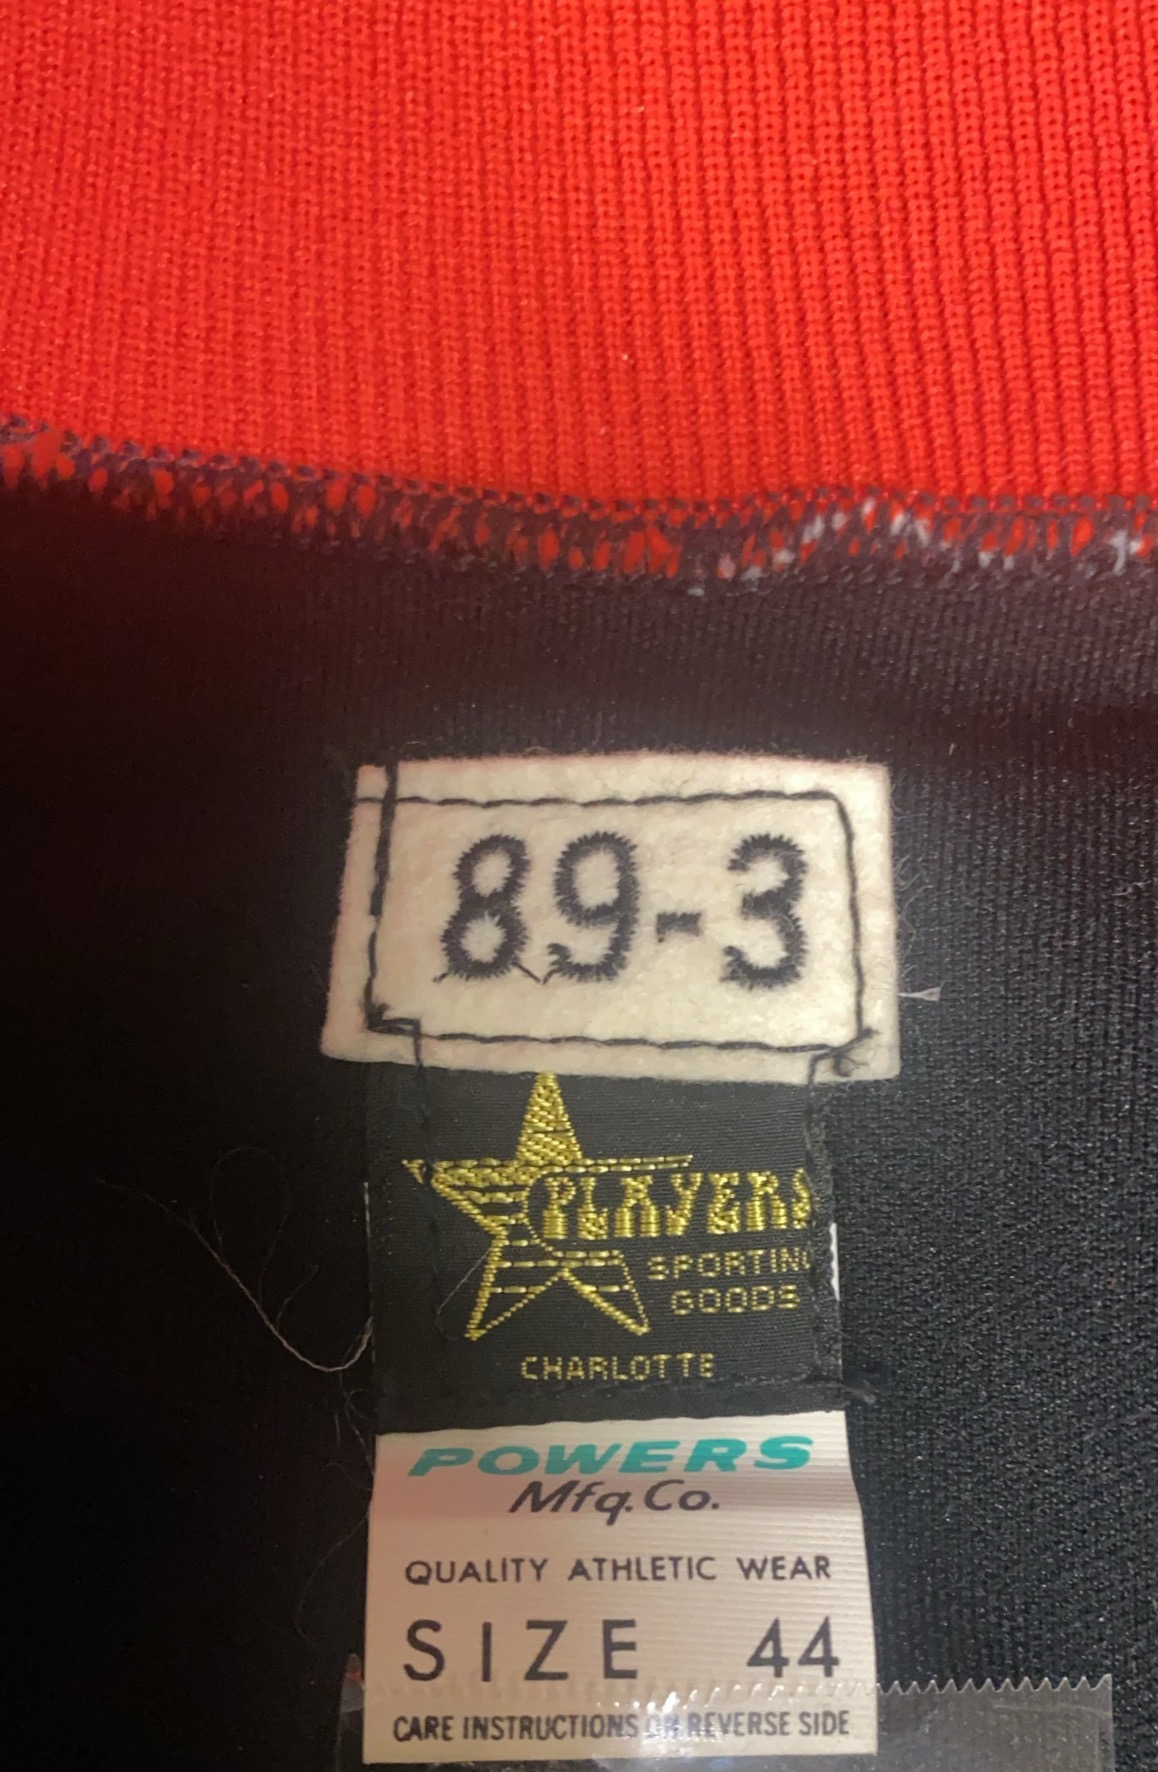 89-3
PLAYERS
SPORTING
GOODS
CHARLOTTE
POWERS
Mfg. Co.
QUALITY ATHLETIC WEAR
SIZE 44
CARE INSTRUCTIONS ON REVERSE SIDE